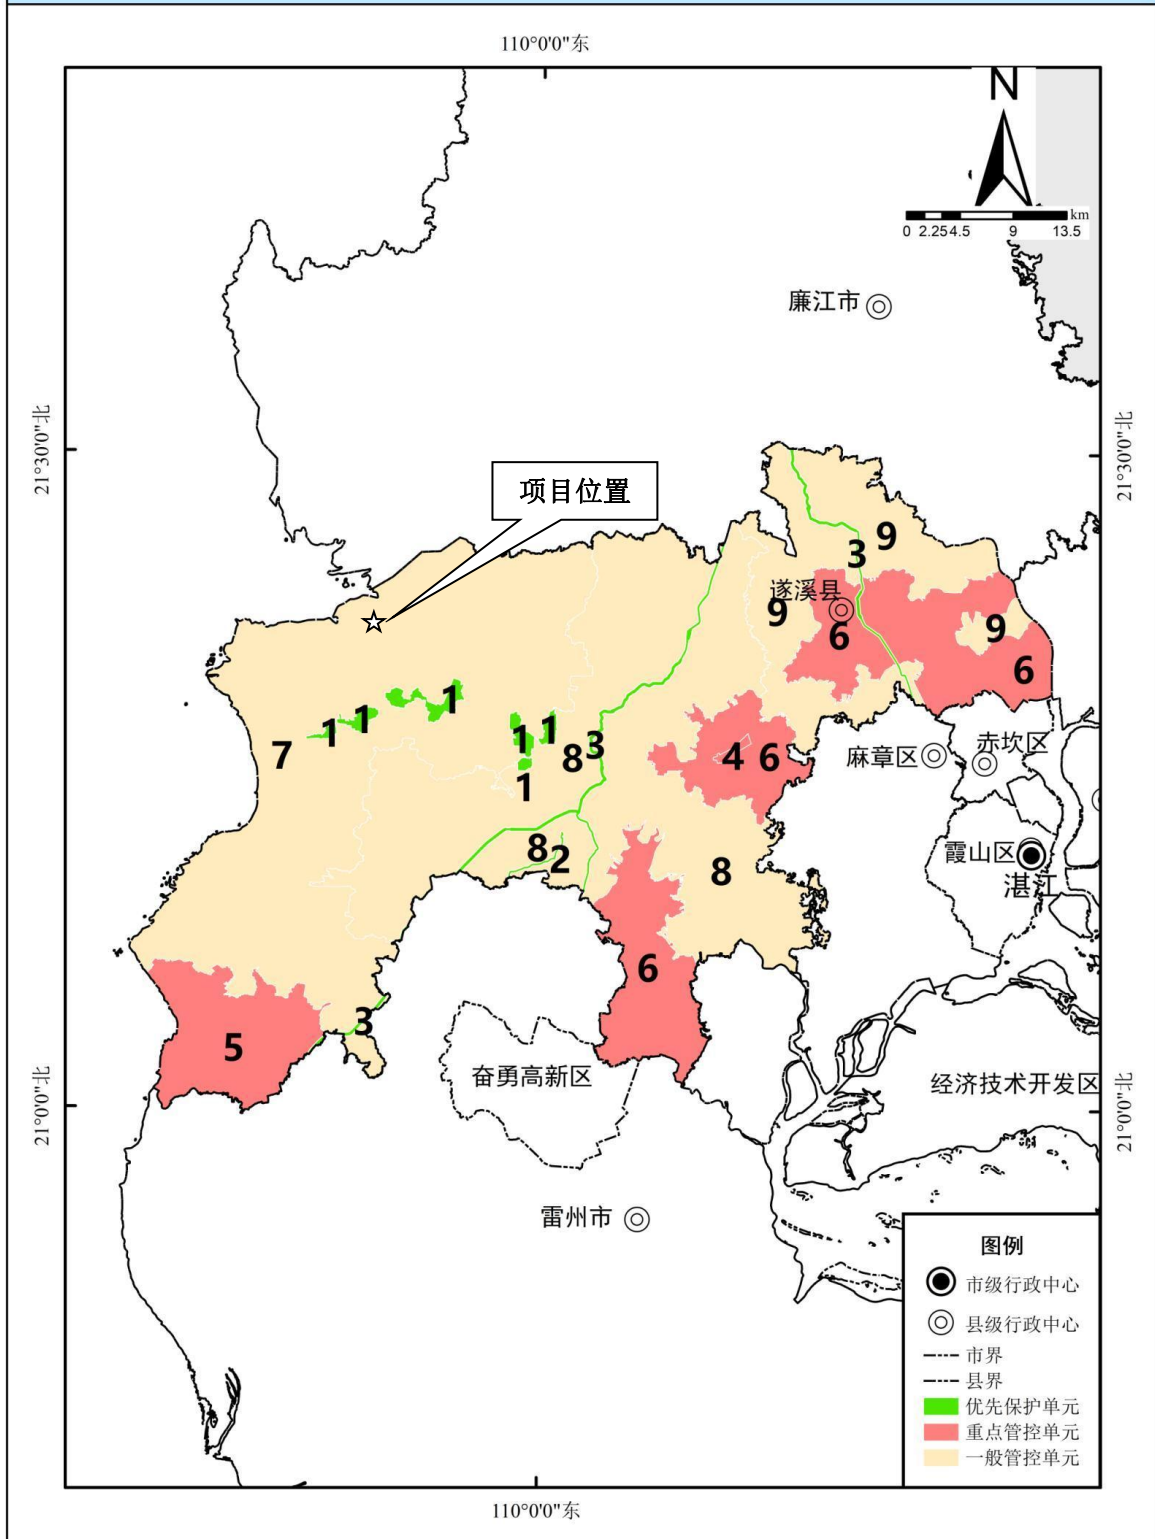 110°0'0"东
N
km
0 2.25 4.5 9 13.5
廉江市
21°30'0"北
21°30'0"北
项目位置
9
3
遂溪县
9
9
6
6
1
1
1
1
1
7
8
3
4
6
麻章区
赤坎区
1
8
2
8
霞山区
湛江
6
3
5
奋勇高新区
经济技术开发区
21°0'0"北
21°0'0"北
雷州市
图例
市级行政中心
县级行政中心
市界
县界
优先保护单元
重点管控单元
一般管控单元
110°0'0"东